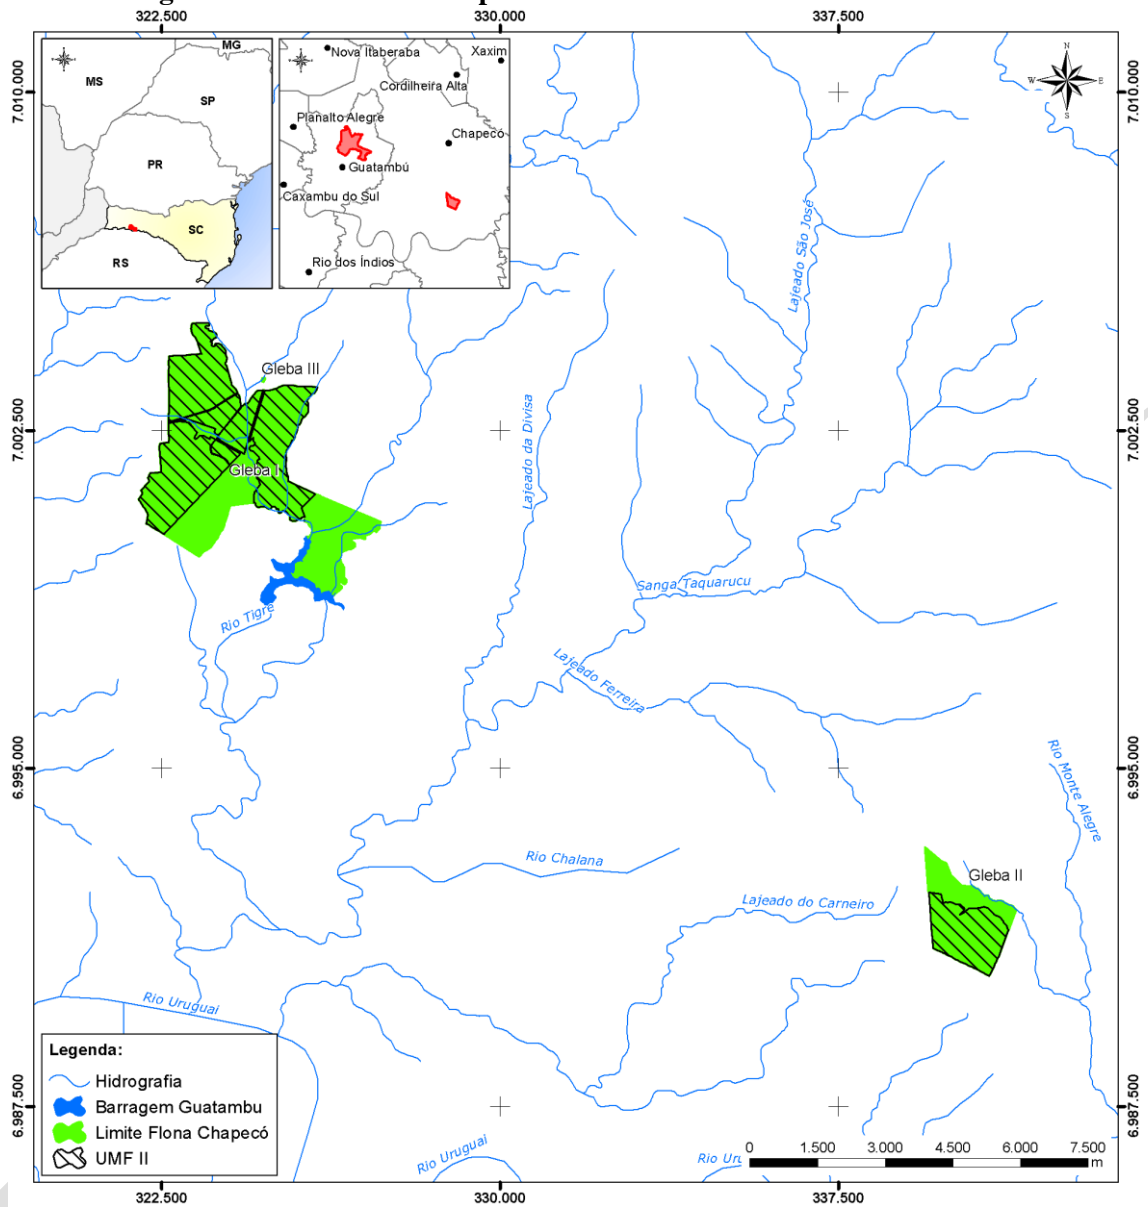 322.500
330.000
337.500
7.010.000
7.010.000
MG
MS
SP
PR
SC
RS
Nova Itaberaba
Xaxim
Cordilheira Alta
Planalto Alegre
Chapecó
Guatambú
Caxambu do Sul
Rio dos Índios
N
W
E
S
Lajeado São José
Gleba III
7.002.500
7.002.500
Lajeado da Divisa
Gleba I
Sanga Taquarucu
Rio Tigre
Lajeado Ferreira
6.995.000
6.995.000
Rio Monte Alegre
Rio Chalana
Gleba II
Lajeado do Carneiro
Rio Uruguai
Legenda:
Hidrografia
Barragem Guatambu
Limite Flona Chapecó
UMF II
6.987.500
6.987.500
Rio Uruguai
Rio Uru
0 1.500 3.000 4.500 6.000 7.500
m
322.500
330.000
337.500